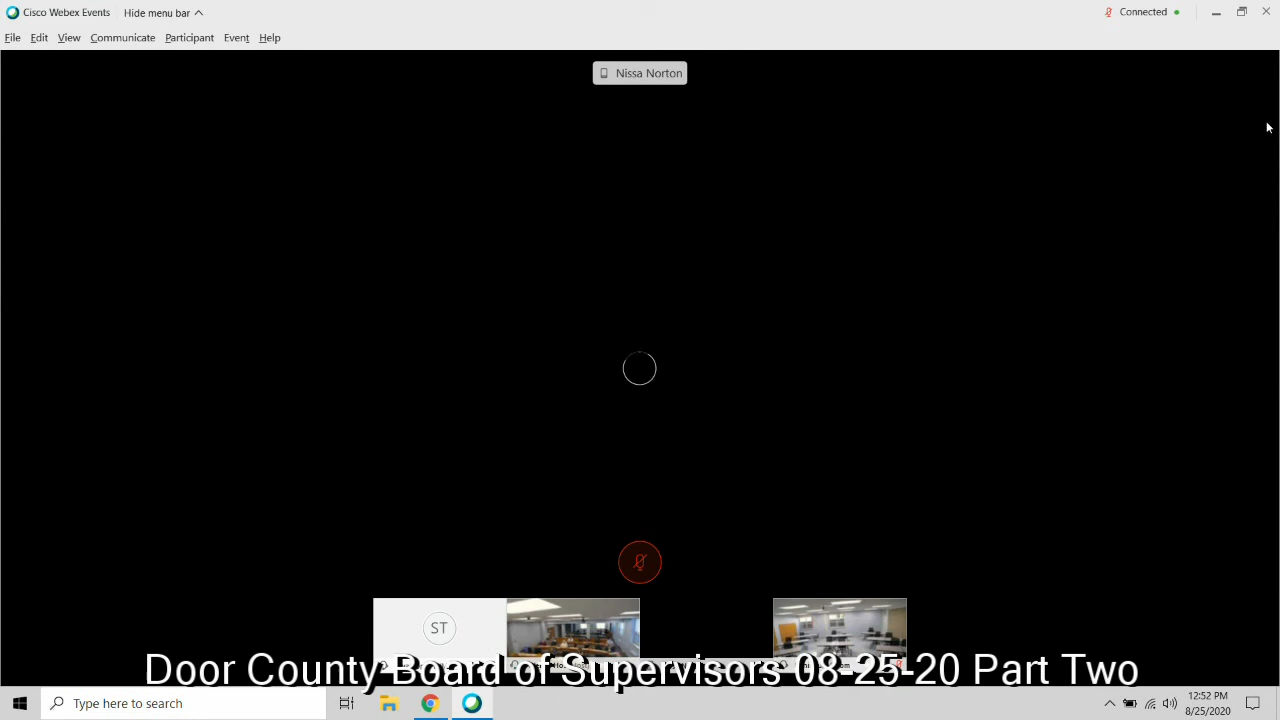 Cisco Webex Events
Hide menu bar
Connected
File Edit View Communicate Participant Event Help
Nissa Norton
ST
Door County Board of Supervisors 08-25-20 Part Two
Type here to search
12:52 PM
8/25/2020